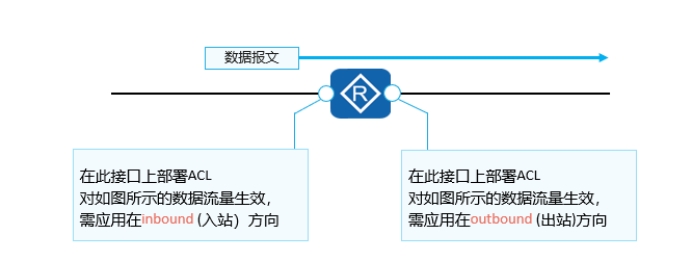 数据报文
R
在此接口上部署ACL
对如图所示的数据流量生效，
需应用在inbound (入站）方向
在此接口上部署ACL
对如图所示的数据流量生效，
需应用在outbound (出站)方向